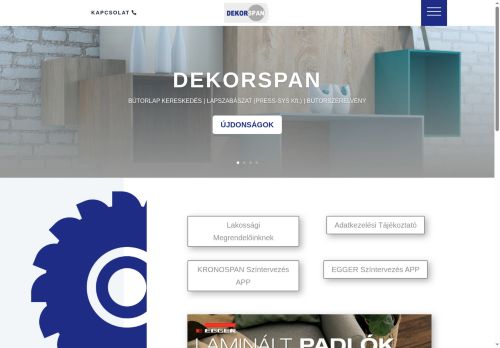 KAPCSOLAT
DEKORSPAN
DEKORSPAN
BÚTORLAP KERESKEDÉS | LAPSZABÁSZAT (PRESS-SYS Kft.) | BÚTORSZERELVÉNY
ÚJDONSÁGOK
Lakossági
Megrendelőinknek
Adatkezelési Tájékoztató
KRONOSPAN Színtervezés
APP
EGGER Színtervezés APP
EGGER
LAMINÁLT PADLÓK